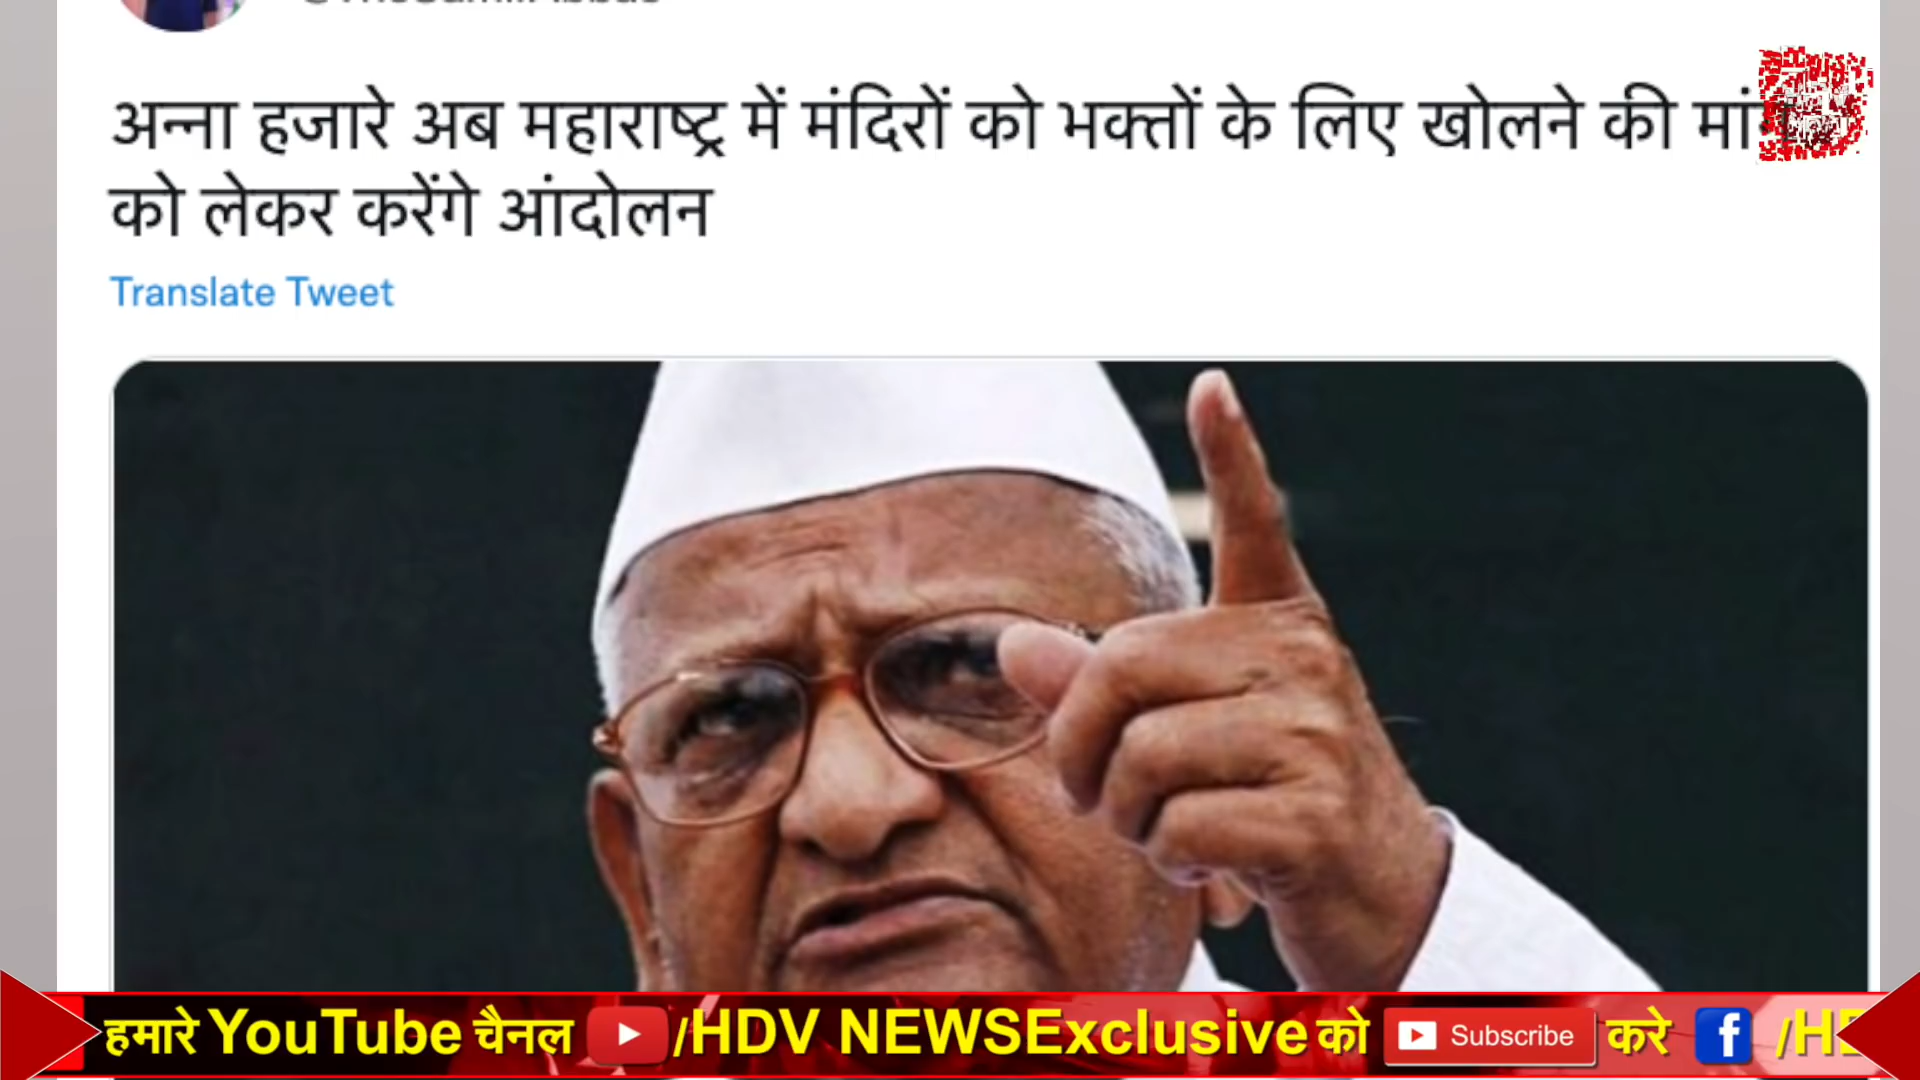 अन्ना हजारे अब महाराष्ट्र में मंदिरों को भक्तों के लिए खोलने की
को लेकर करेंगे आंदोलन
Translate Tweet
हमारे YouTube चैनल /HDV NEWSExclusive को Subscribe करे